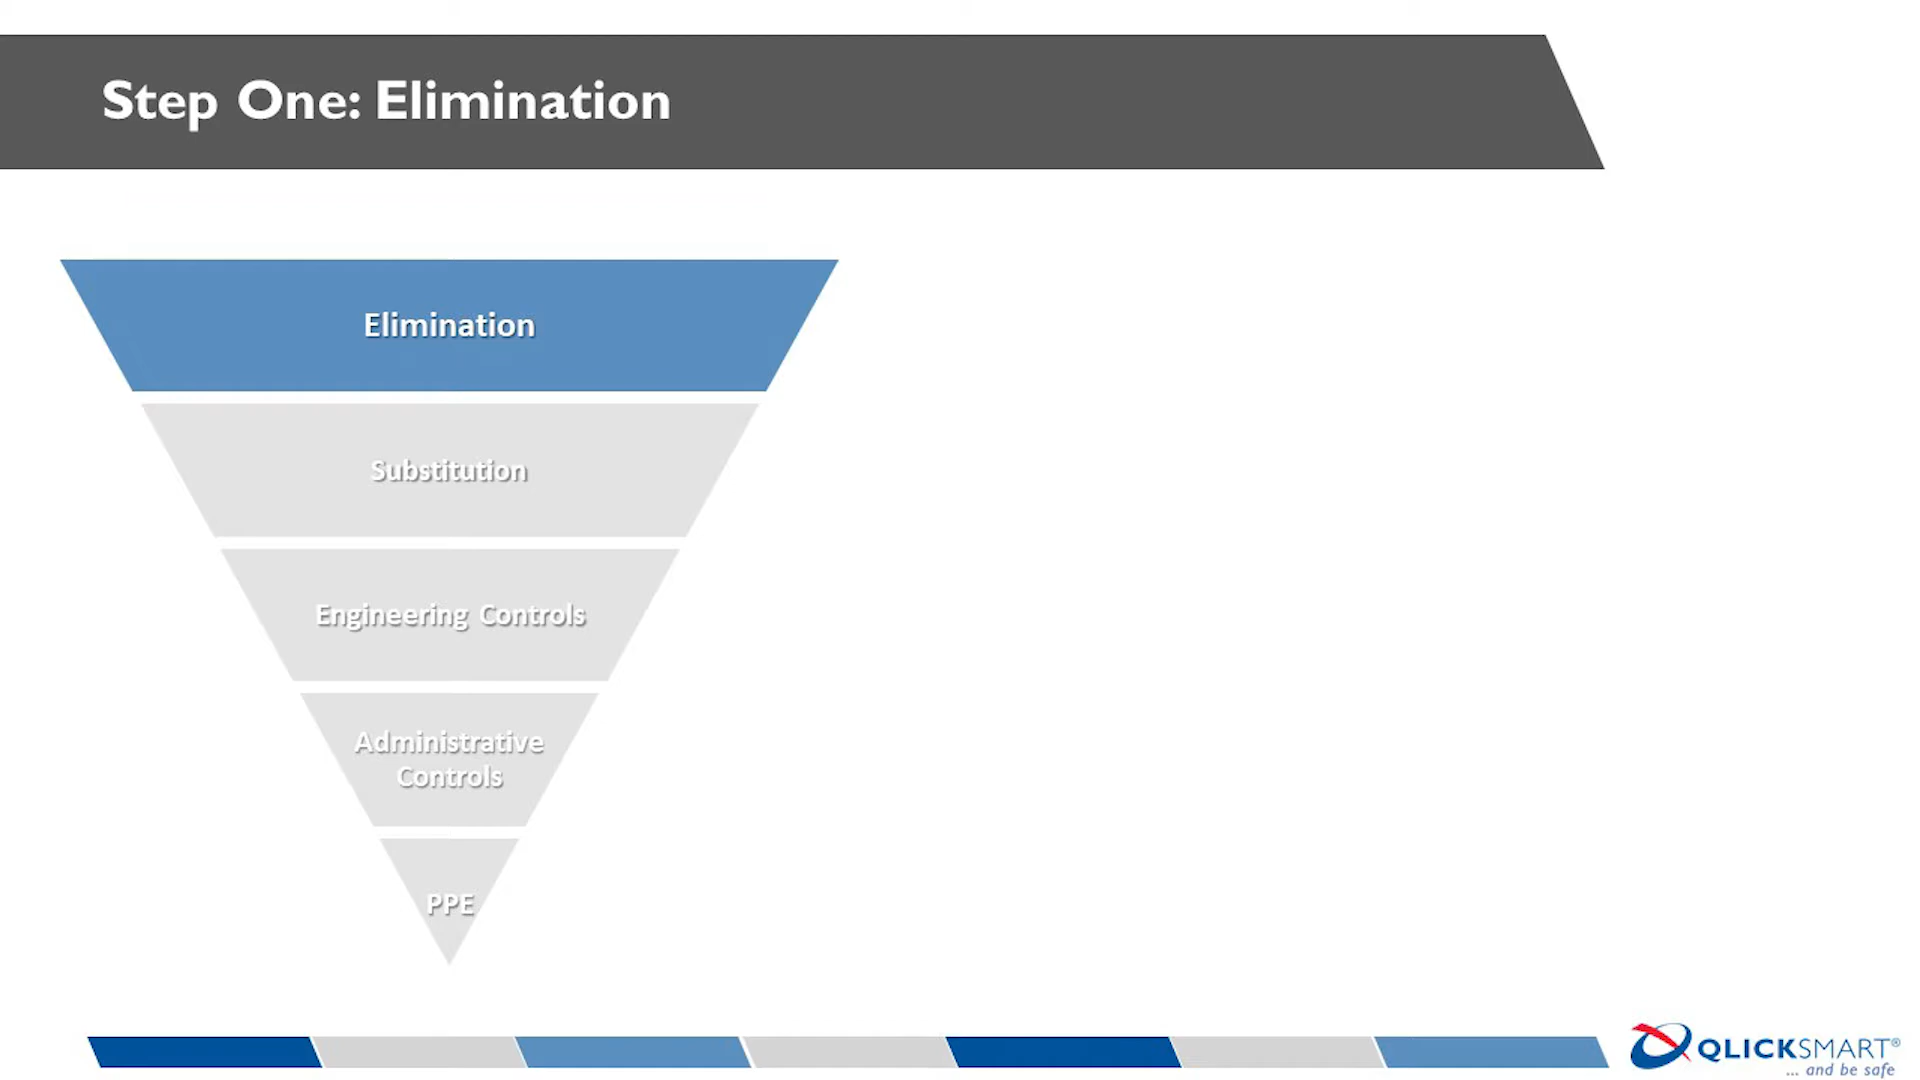 Step One: Elimination
Elimination
Substitution
Engineering Controls
Administrative
Controls
PPE
QLICKSMART®
... and be safe